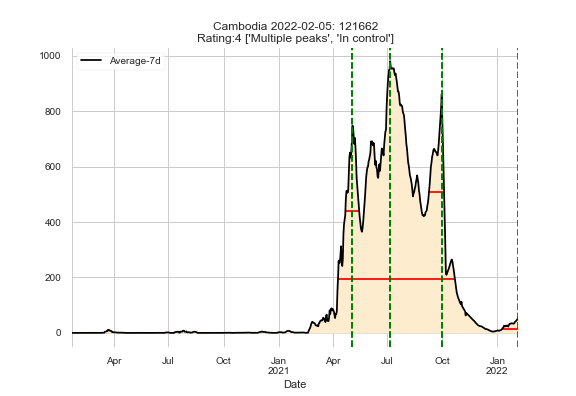 Cambodia 2022-02-05: 121662
Rating:4 ['Multiple peaks', 'In control']
Average-7d
1000
800
600
400
200
0
Apr Jul Oct Jan Apr Jul Oct Jan
2021 2022
Date